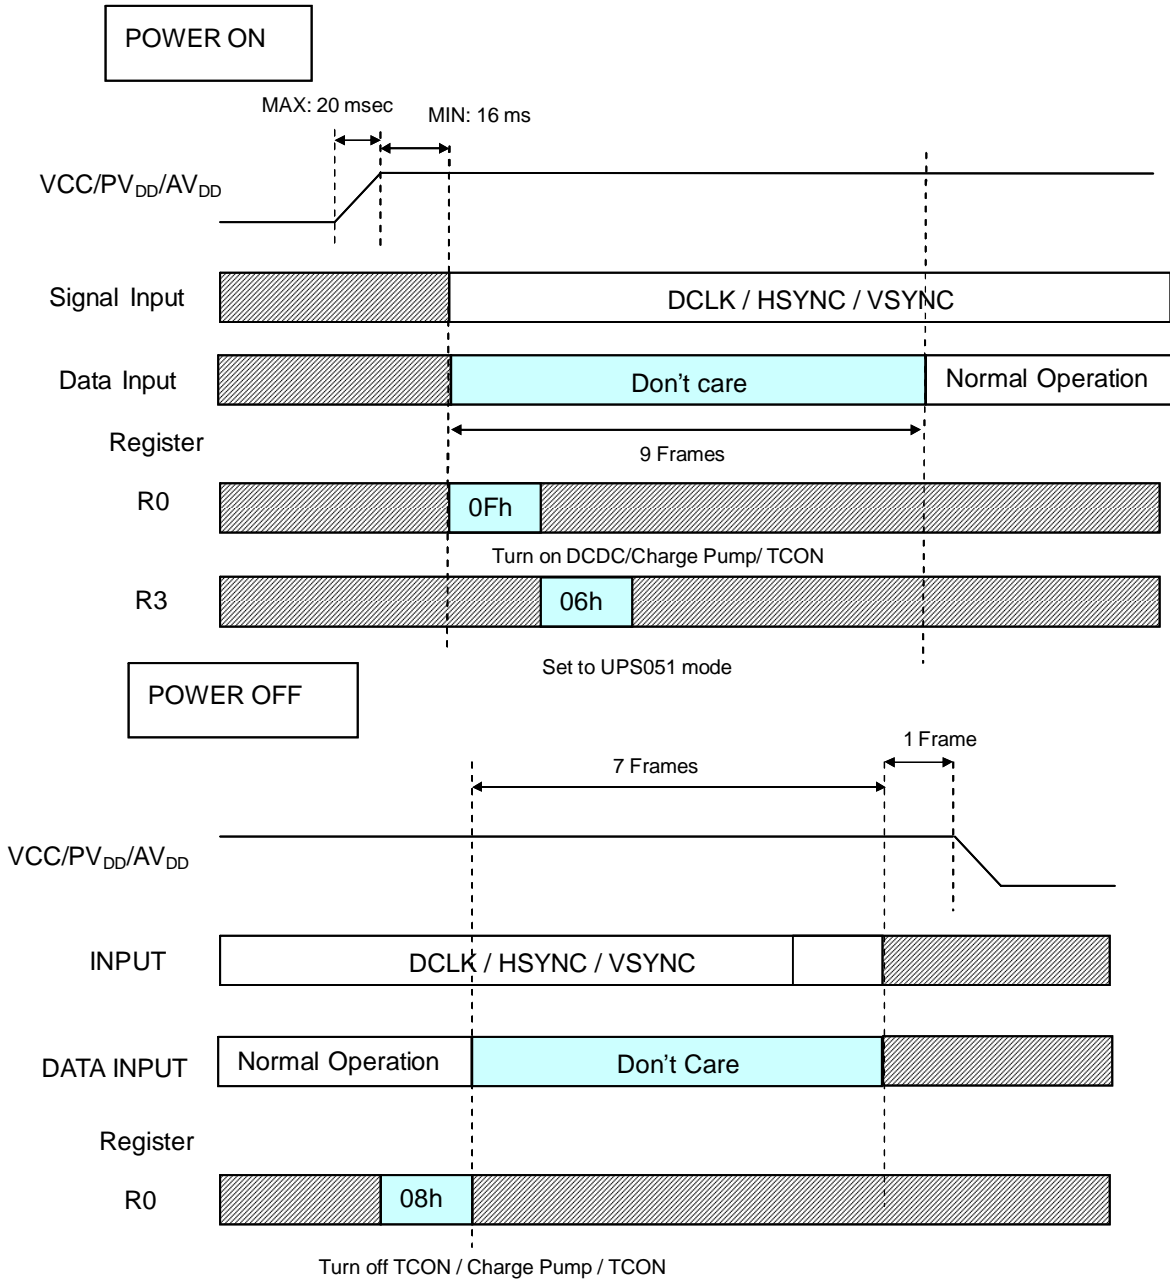 POWER ON
MAX: 20 msec
MIN: 16 ms
VCC/PVDD/AVDD
Signal Input
DCLK / HSYNC / VSYNC
Data Input
Don't care
Normal Operation
Register
9 Frames
R0
0Fh
Turn on DCDC/Charge Pump/ TCON
R3
06h
Set to UPS051 mode
POWER OFF
1 Frame
7 Frames
VCC/PVDD/AVDD
INPUT
DCLK / HSYNC / VSYNC
DATA INPUT
Normal Operation
Don't Care
Register
R0
08h
Turn off TCON / Charge Pump / TCON